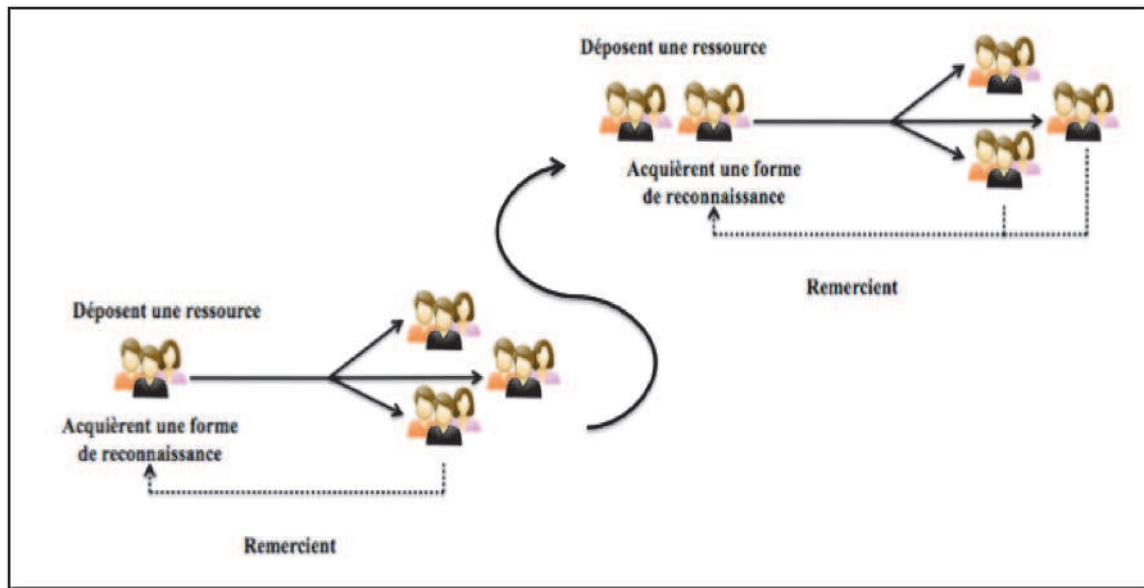 Déposent une ressource
Acquièrent une forme
de reconnaissance
Remercient
Déposent une ressource
Acquièrent une forme
de reconnaissance
Remercient